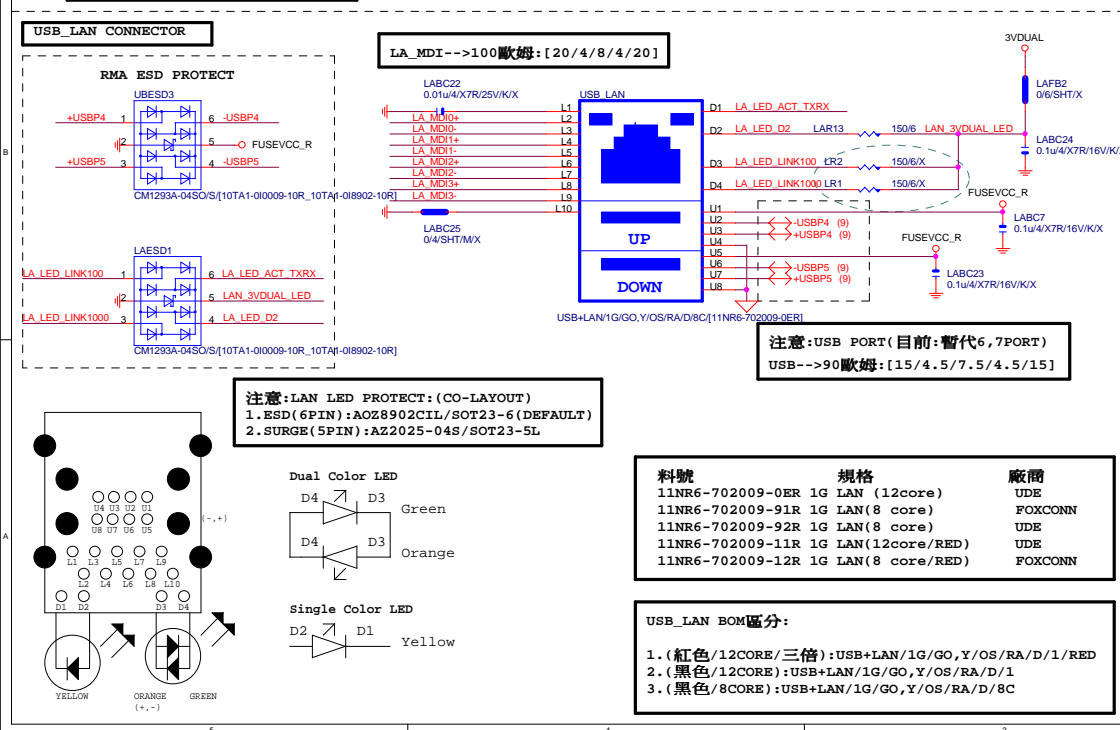 USB_LAN CONNECTOR
LA_MDI-->100歐姆:[20/4/8/4/20]
RMA ESD PROTECT
UBESD3
+USBP4 1 6 -USBP4
2 5 FUSEVCC_R
+USBP5 3 4 -USBP5
CM1293A-04SO/S/[10TA1-0I0009-10R_10TA1-0I8902-10R]
LAESD1
LA_LED_LINK100 1 6 LA_LED_ACT_TXRX
2 5 LAN_3VDUAL_LED
LA_LED_LINK1000 3 4 LA_LED_D2
CM1293A-04SO/S/[10TA1-0I0009-10R_10TA1-0I8902-10R]
LABC22
0.01u/4/X7R/25V/K/X
USB_LAN
L1
LA_MDI0+ L2
LA_MDI0- L3
LA_MDI1+ L4
LA_MDI1- L5
LA_MDI2+ L6
LA_MDI2- L7
LA_MDI3+ L8
LA_MDI3- L9
L10
LABC25
0/4/SHT/M/X
UP
DOWN
USB+LAN/1G/GO,Y/OS/RA/D/8C/[11NR6-702009-0ER]
3VDUAL
LAFB2
0/6/SHT/X
D1 LA_LED_ACT_TXRX
D2 LA_LED_D2 LAR13 150/6 LAN_3VDUAL_LED
LABC24
0.1u/4/X7R/16V/K/X
D3 LA_LED_LINK100 LR2 150/6/X
D4 LA_LED_LINK1000 LR1 150/6/X
FUSEVCC_R
U1
U2 -USBP4 (9)
U3 +USBP4 (9)
U4
U5
U6 -USBP5 (9)
U7 +USBP5 (9)
U8
LABC7
0.1u/4/X7R/16V/K/X
FUSEVCC_R
LABC23
0.1u/4/X7R/16V/K/X
注意:USB PORT(目前:暫代6,7PORT)
USB-->90歐姆:[15/4.5/7.5/4.5/15]
注意:LAN LED PROTECT:(CO-LAYOUT)
1.ESD(6PIN):AOZ8902CIL/SOT23-6(DEFAULT)
2.SURGE(5PIN):AZ2025-04S/SOT23-5L
U4 U3 U2 U1
U8 U7 U6 U5
(-,+)
L1 L3 L5 L7 L9
L2 L4 L6 L8 L10
D1 D2 D3 D4
YELLOW ORANGE GREEN
(+,-)
Dual Color LED
D4 D3 Green
D4 D3 Orange
Single Color LED
D2 D1 Yellow
料號 規格 廠商
11NR6-702009-0ER 1G LAN (12core) UDE
11NR6-702009-91R 1G LAN(8 core) FOXCONN
11NR6-702009-92R 1G LAN(8 core) UDE
11NR6-702009-11R 1G LAN(12core/RED) UDE
11NR6-702009-12R 1G LAN(8 core/RED) FOXCONN
USB_LAN BOM區分:
1.(紅色/12CORE/三倍):USB+LAN/1G/GO,Y/OS/RA/D/1/RED
2.(黑色/12CORE):USB+LAN/1G/GO,Y/OS/RA/D/1
3.(黑色/8CORE):USB+LAN/1G/GO,Y/OS/RA/D/8C
B
A